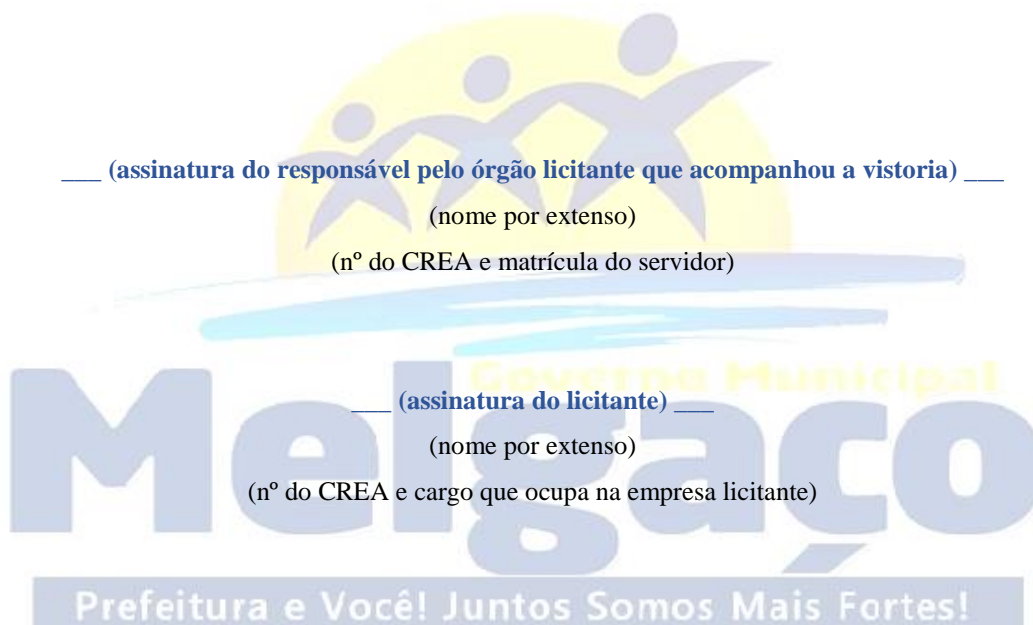 ___ (assinatura do responsável pelo órgão licitante que acompanhou a vistoria) ___
(nome por extenso)
(nº do CREA e matrícula do servidor)
Governo Municipal
___ (assinatura do licitante) ___
Melgaço
(nome por extenso)
(nº do CREA e cargo que ocupa na empresa licitante)
Prefeitura e Você! Juntos Somos Mais Fortes!